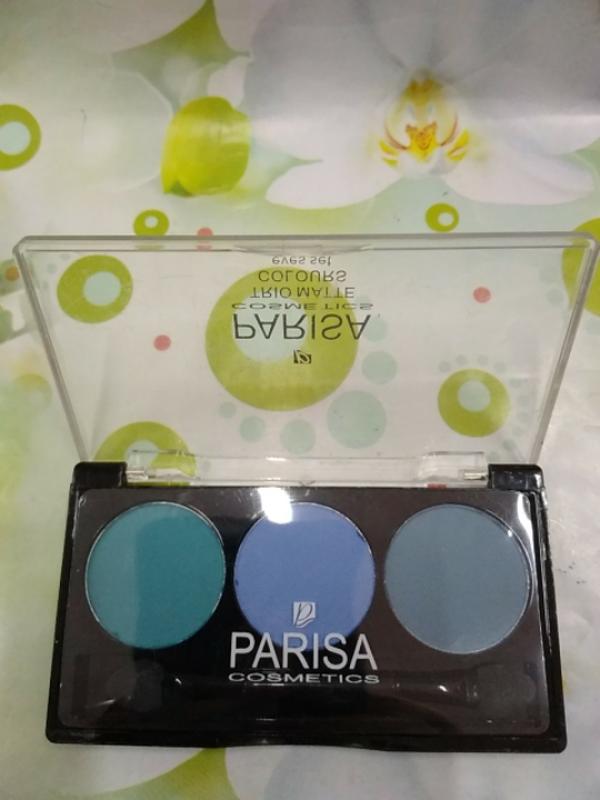 PARISA
COSMETICS
TRIO MATTE
COLOURS
eyes set
PARISA
COSMETICS